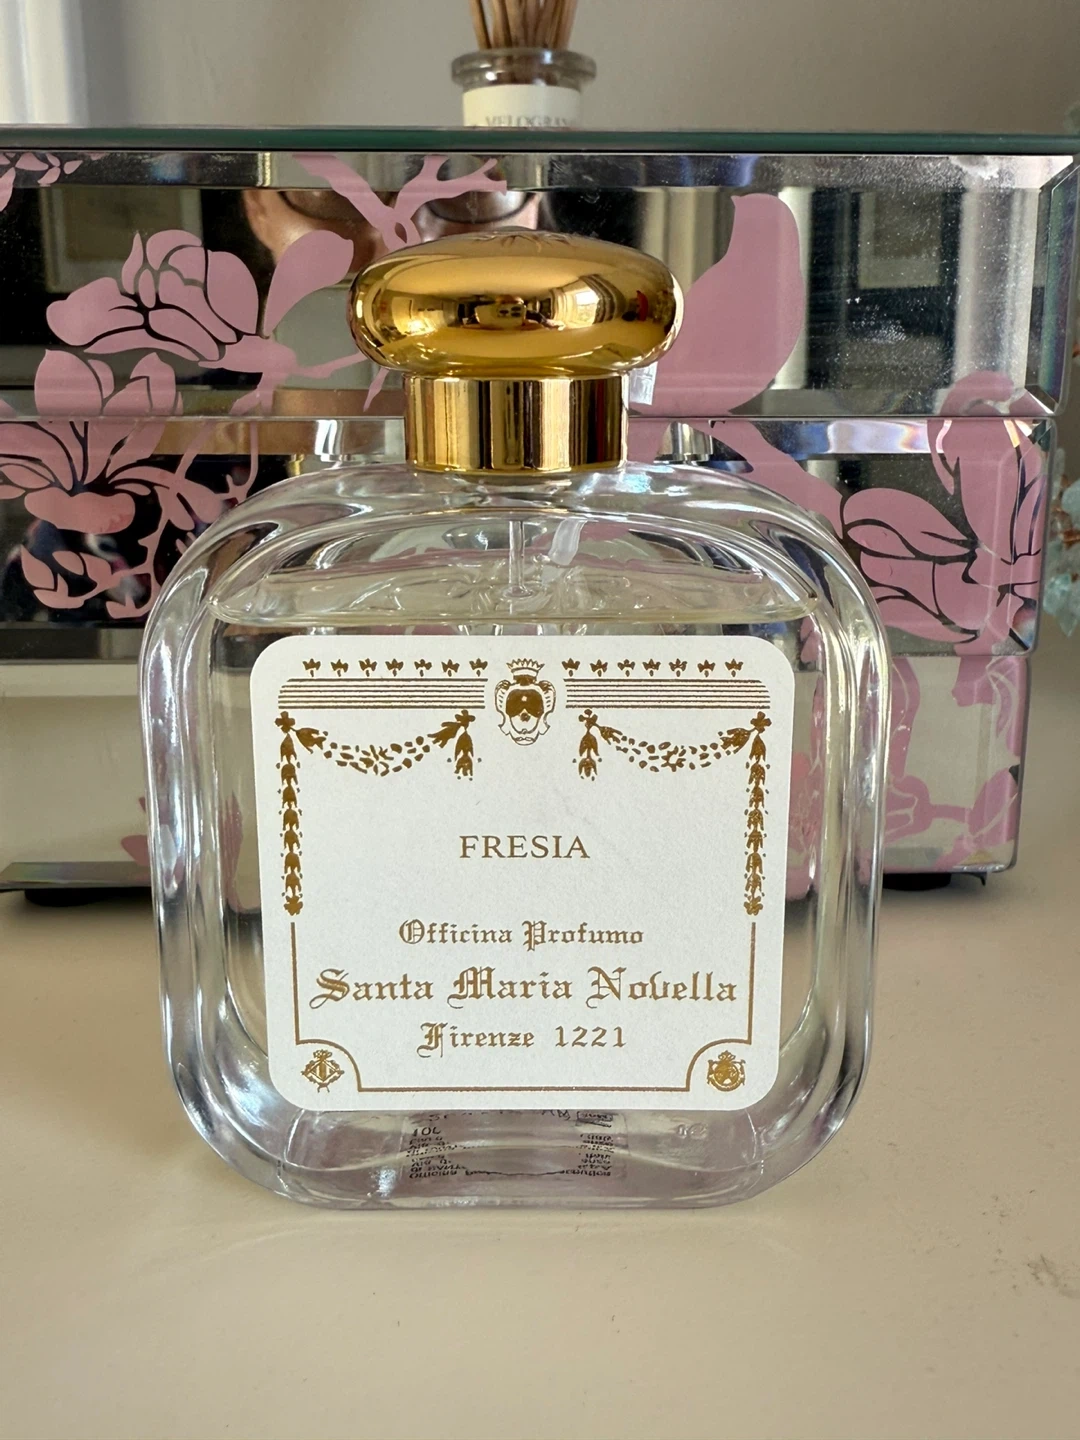 FRESIA
Officina Profumo
Santa Maria Novella
Firenze 1221